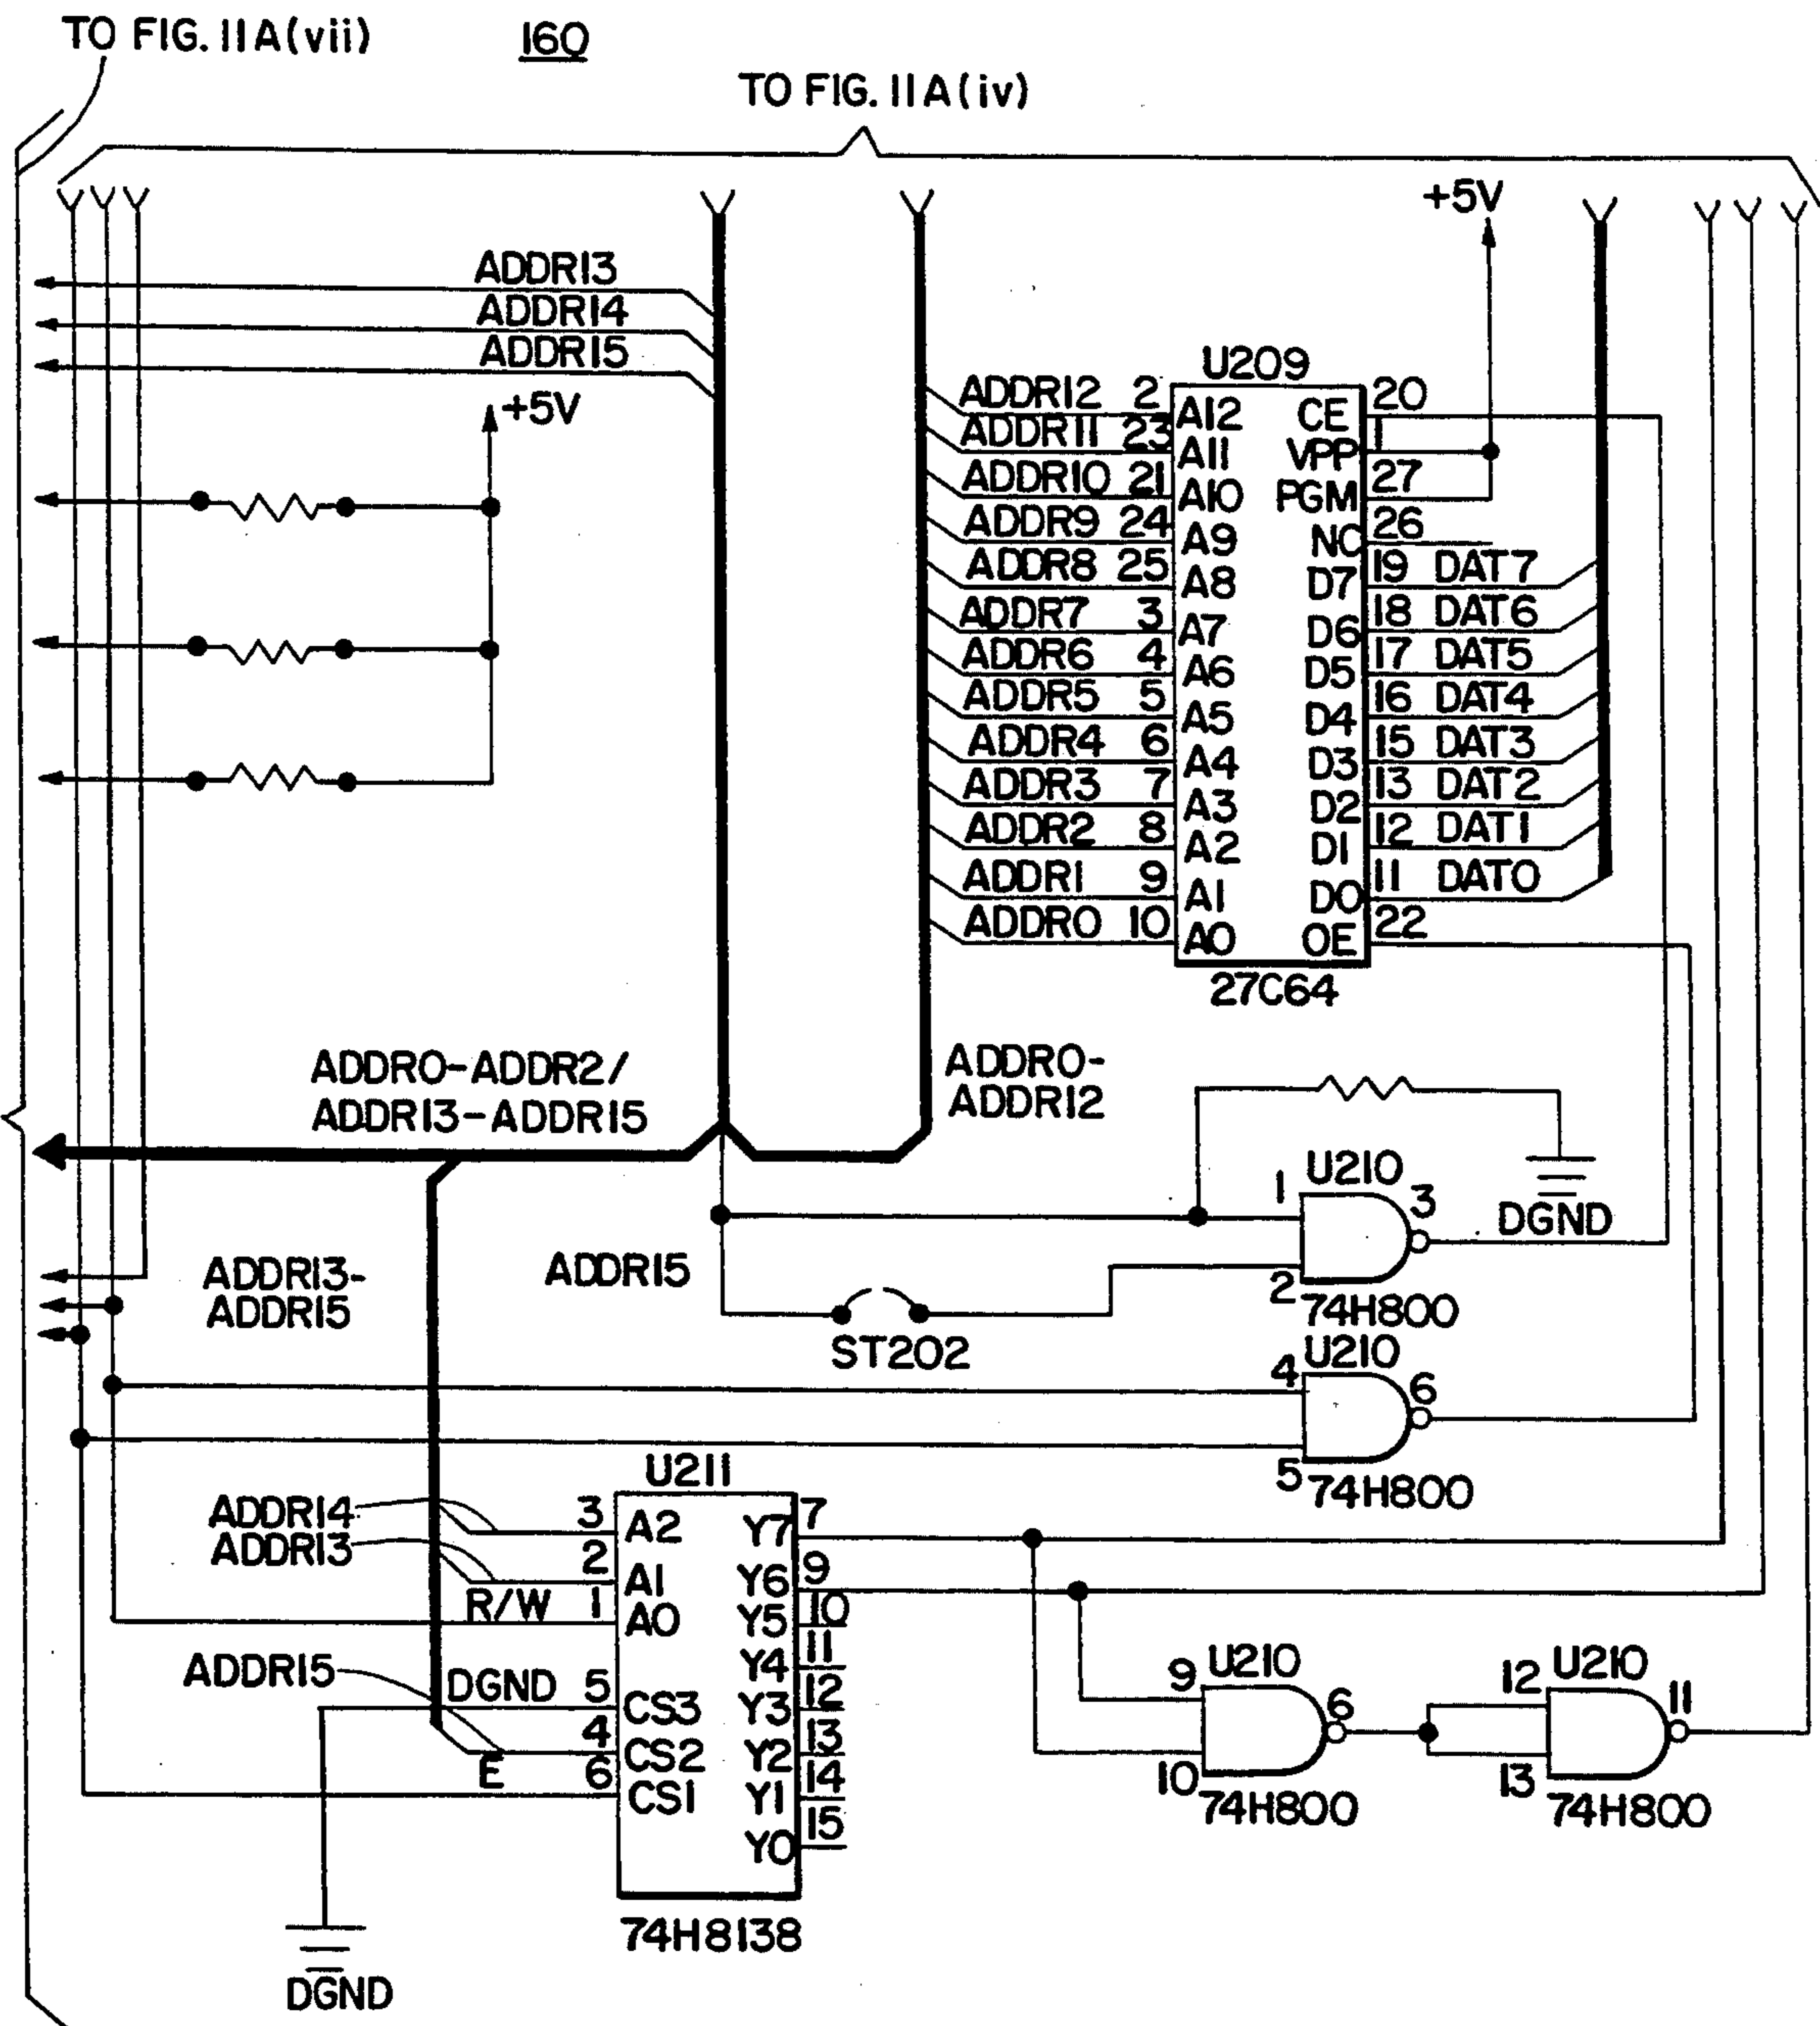 TO FIG. 11A(vii)
160
TO FIG. 11A(iv)
+5V
ADDR13
ADDR14
ADDR15
+5V
U209
ADDR12 2 A12 CE 20
ADDR11 23 A11 VPP 1
ADDR10 21 A10 PGM 27
ADDR9 24 A9 NC 26
ADDR8 25 A8 D7 19 DAT7
ADDR7 3 A7 D6 18 DAT6
ADDR6 4 A6 D5 17 DAT5
ADDR5 5 A5 D4 16 DAT4
ADDR4 6 A4 D3 15 DAT3
ADDR3 7 A3 D2 13 DAT2
ADDR2 8 A2 D1 12 DAT1
ADDR1 9 A1 D0 11 DAT0
ADDR0 10 A0 OE 22
27C64
ADDR0-ADDR2/
ADDR13-ADDR15
ADDR0-
ADDR12
U210
1
3
DGND
2
74H800
ADDR13-
ADDR15
ADDR15
ST202
U210
4
6
5
74H800
U211
ADDR14 3 A2 Y7 7
ADDR13 2 A1 Y6 9
R/W 1 A0 Y5 10
Y4 11
ADDR15
DGND 5 CS3 Y3 12
4 CS2 Y2 13
E 6 CS1 Y1 14
Y0 15
74H8138
DGND
9 U210
6
10
74H800
12 U210
11
13
74H800